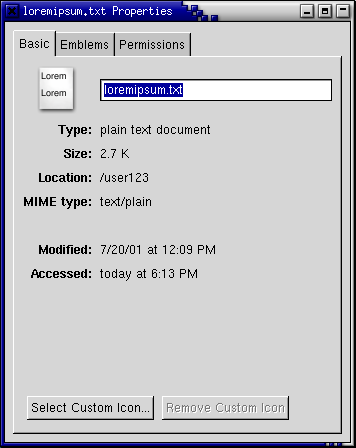 loremipsum.txt Properties
Basic Emblems Permissions
Lorem
Lorem
loremipsum.txt
Type: plain text document
Size: 2.7 K
Location: /user123
MIME type: text/plain
Modified: 7/20/01 at 12:09 PM
Accessed: today at 6:13 PM
Select Custom Icon... Remove Custom Icon